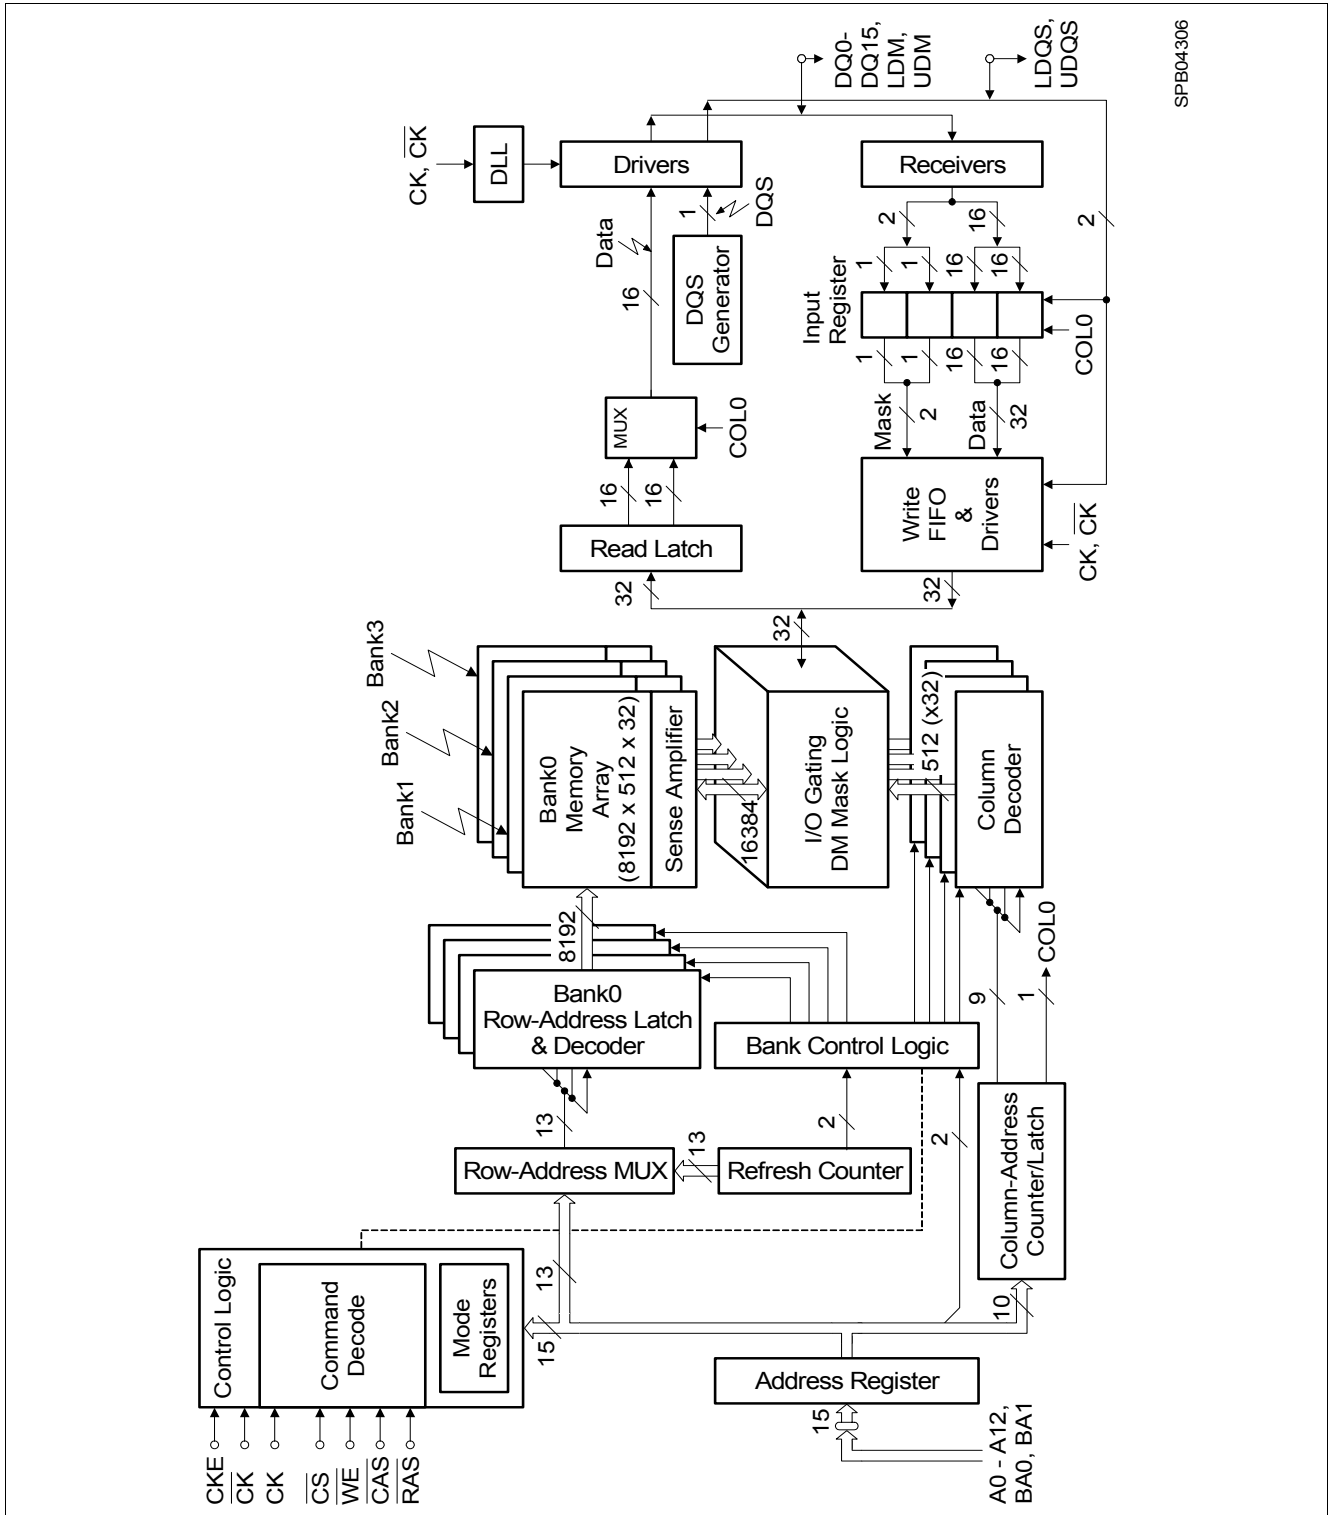 SPB04306
DQ0-
DQ15,
LDM,
UDM
LDQS,
UDQS
CK, CK
DLL
Drivers
Receivers
1
DQS
Data
16
DQS
Generator
2
16
2
1
1
16
16
Input
Register
1
1
16
16
COL0
MUX
COL0
Mask
2
Data
32
16
16
Read Latch
Write
FIFO
&
Drivers
CK, CK
32
32
32
Bank3
Bank2
Bank1
Bank0
Memory
Array
(8192 x 512 x 32)
Sense Amplifier
16384
I/O Gating
DM Mask Logic
512 (x32)
Column
Decoder
8192
Bank0
Row-Address Latch
& Decoder
Bank Control Logic
9
1
COL0
13
2
2
Row-Address MUX
13
Refresh Counter
Column-Address
Counter/Latch
Control Logic
Command
Decode
Mode
Registers
13
15
10
Address Register
15
CKE
CK
CK
CS
WE
CAS
RAS
A0 - A12,
BA0, BA1